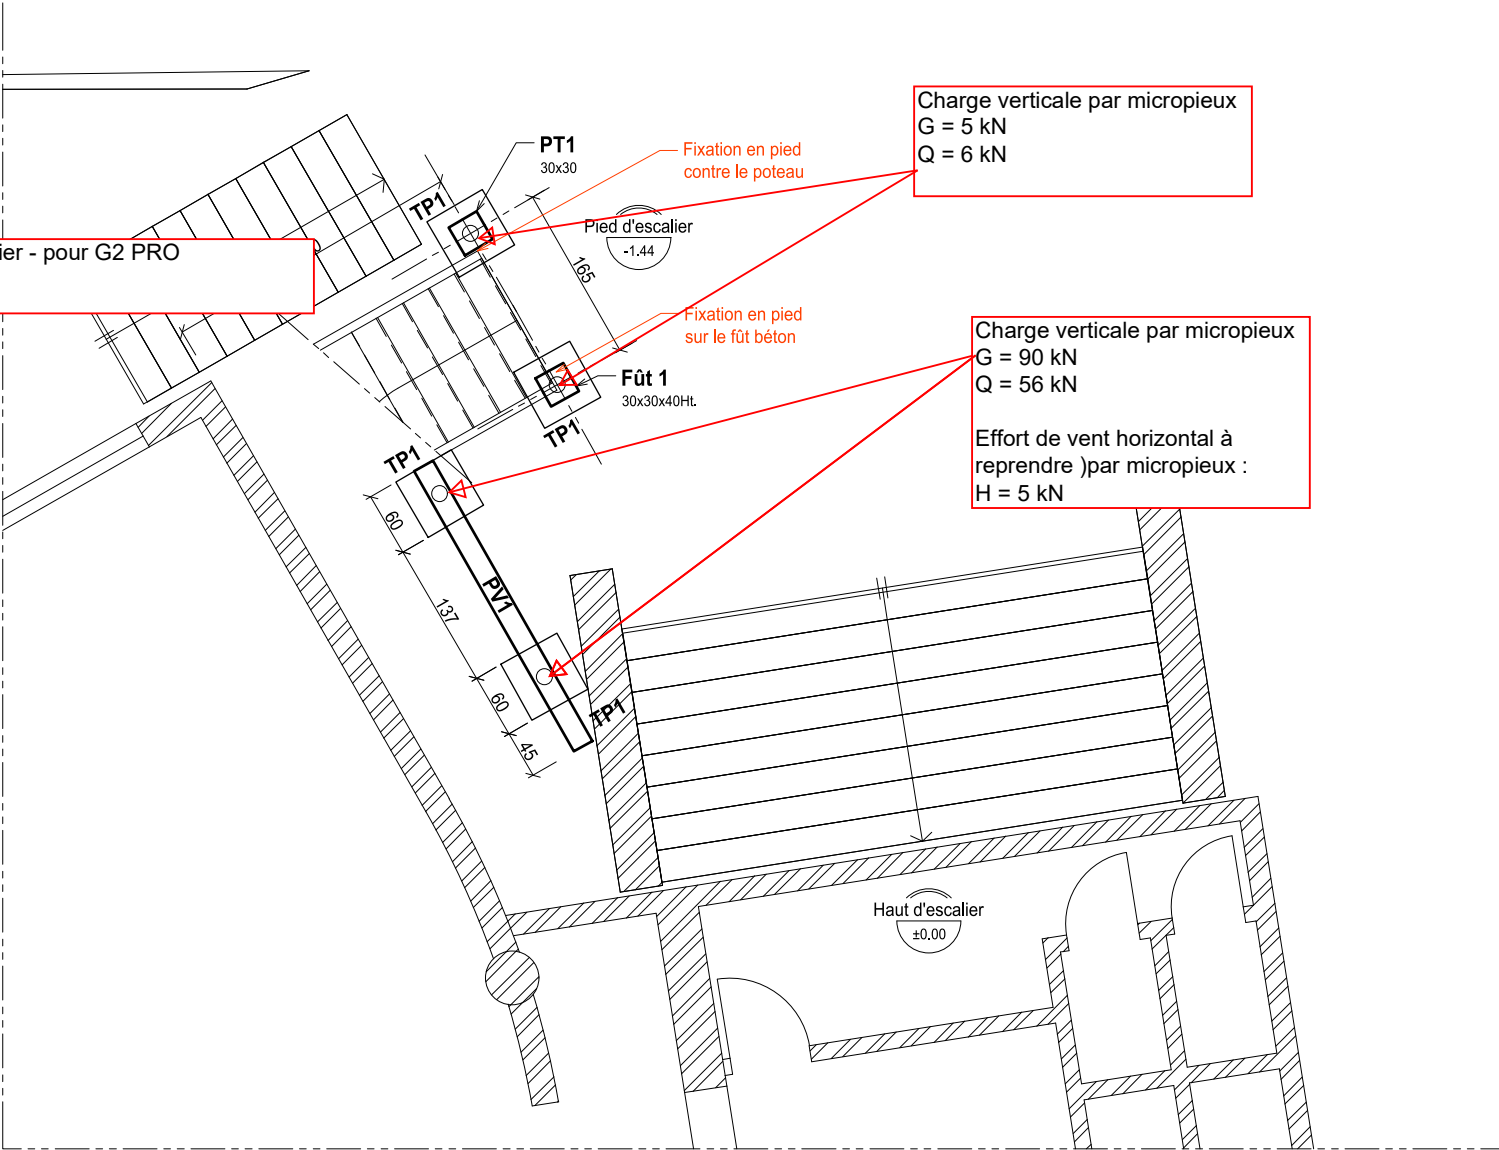 Charge verticale par micropieux
G = 5 kN
Q = 6 kN
PT1
30x30
Fixation en pied
contre le poteau
TP1
Pied d'escalier
-1.44
165
ier - pour G2 PRO
Fixation en pied
sur le fût béton
Charge verticale par micropieux
G = 90 kN
Q = 56 kN
Effort de vent horizontal à
reprendre )par micropieux :
H = 5 kN
Fût 1
30x30x40Ht.
TP1
TP1
60
137
PV1
60
TP1
45
Haut d'escalier
±0.00